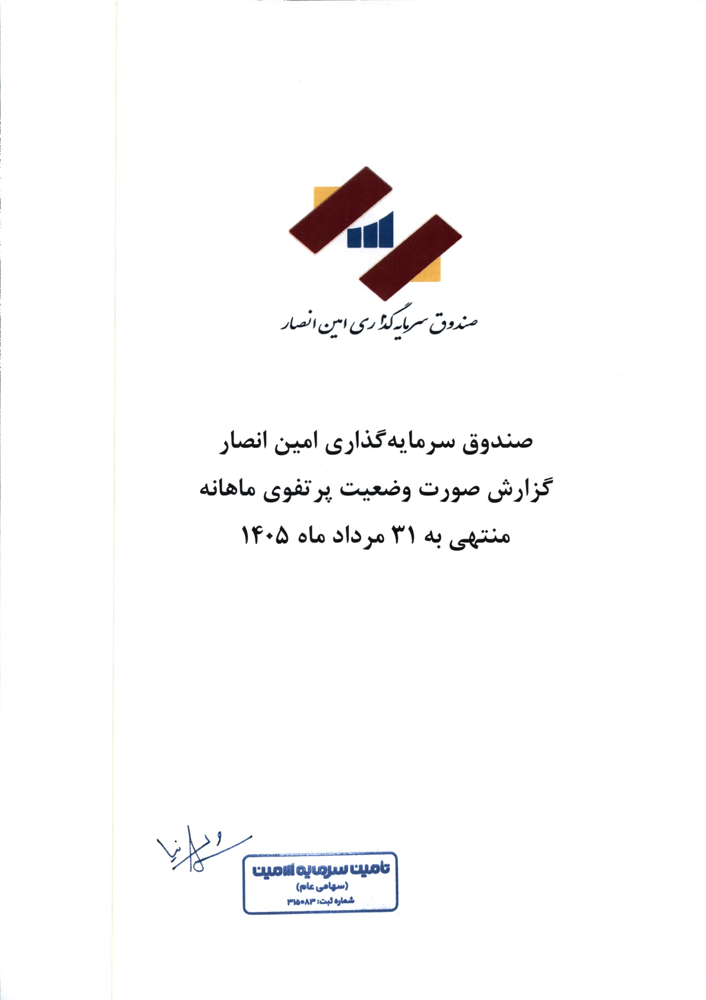 صندوق سرمایه گذاری امین انصار
صندوق سرمایه‌گذاری امین انصار
گزارش صورت وضعیت پرتفوی ماهانه
منتهی به ۳۱ مرداد ماه ۱۴۰۵
تأمین سرمایه امین
(سهامی عام)
شماره ثبت: ۳۱۵۰۸۳